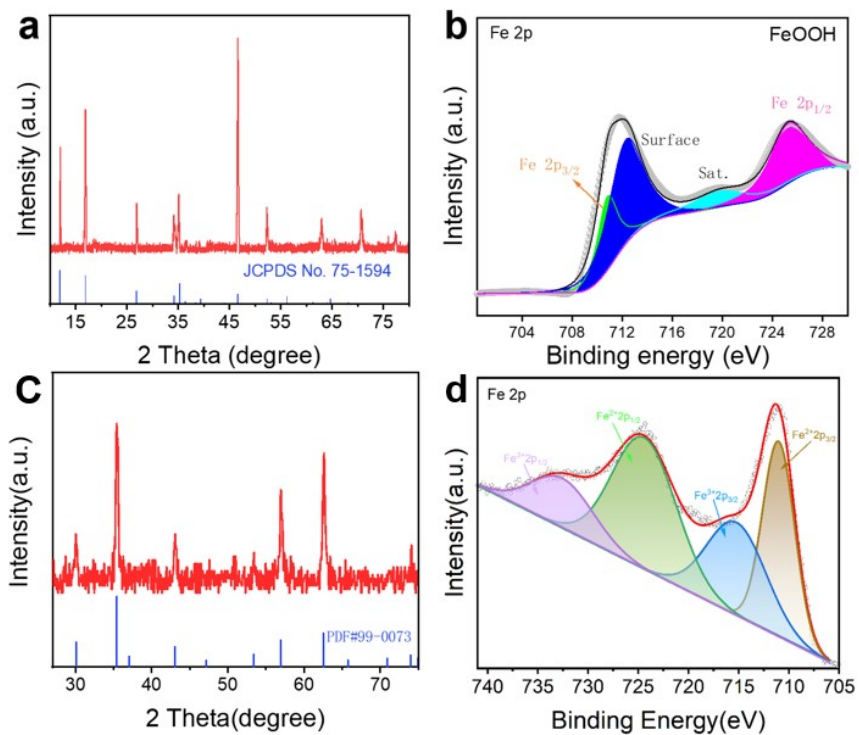 a
Intensity (a.u.)
JCPDS No. 75-1594
15 25 35 45 55 65 75
2 Theta (degree)
b
Fe 2p
FeOOH
Fe 2p1/2
Surface
Fe 2p3/2
Sat.
Intensity (a.u.)
704 708 712 716 720 724 728
Binding energy (eV)
C
Intensity(a.u.)
PDF#99-0073
30 40 50 60 70
2 Theta(degree)
d
Fe 2p
Fe2+2p1/2
Fe2+2p3/2
Fe3+2p1/2
Fe3+2p3/2
Intensity(a.u.)
740 735 730 725 720 715 710 705
Binding Energy(eV)